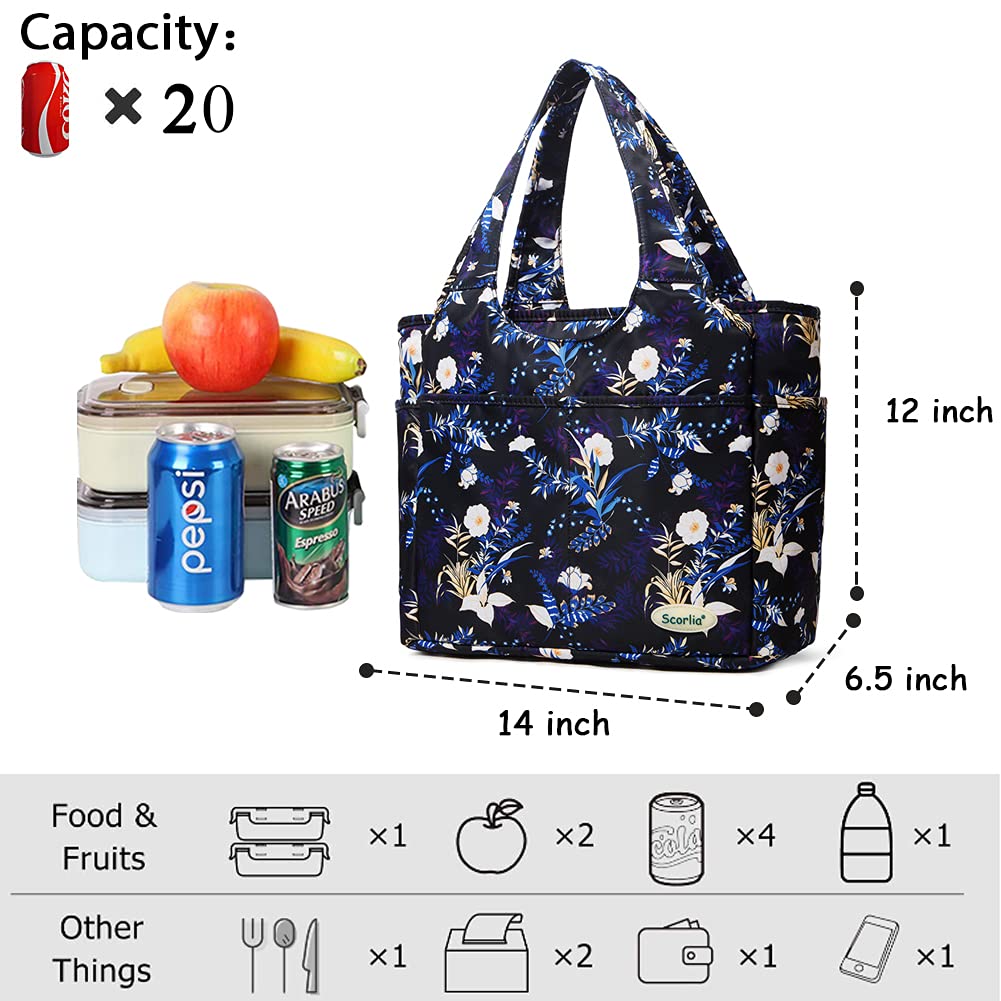 Capacity:
× 20
pepsi
ARABUS
SPEED
Espresso
Scorlia®
12 inch
6.5 inch
14 inch
Food &
Fruits
×1
×2
cola
×4
×1
Other
Things
×1
×2
×1
×1